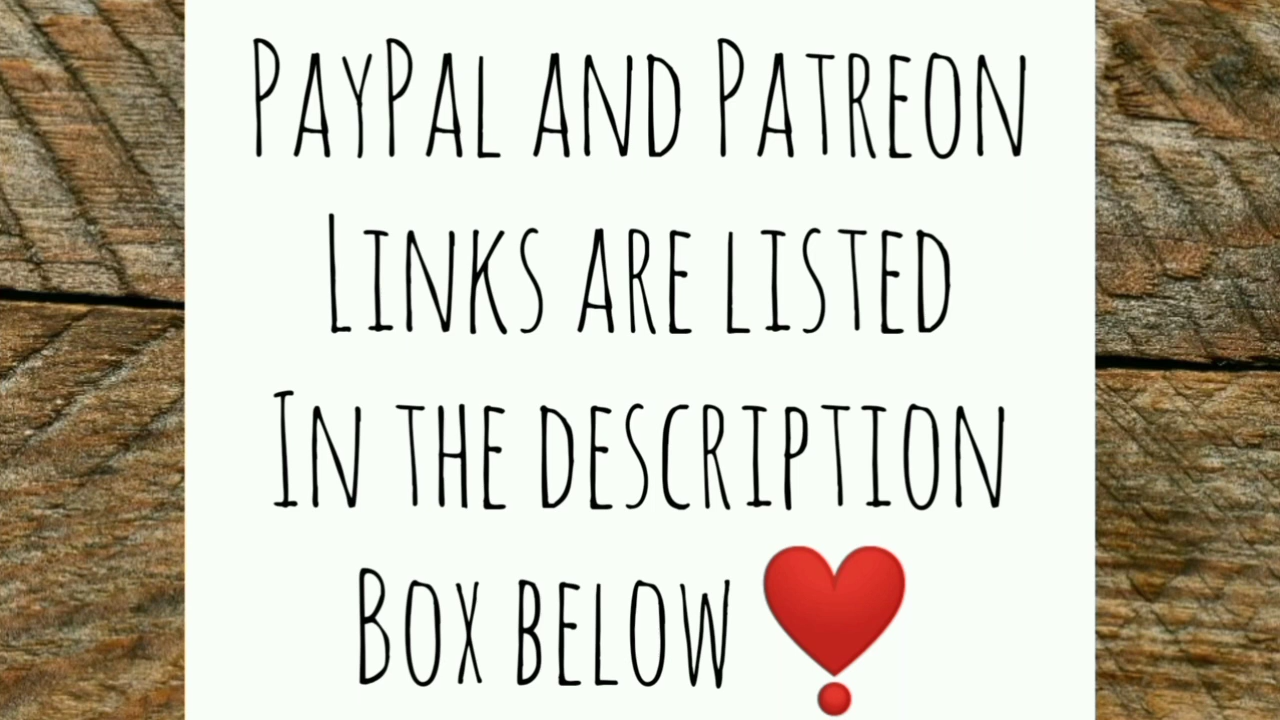 PayPal and Patreon
Links are listed
In the description
Box below ❣️